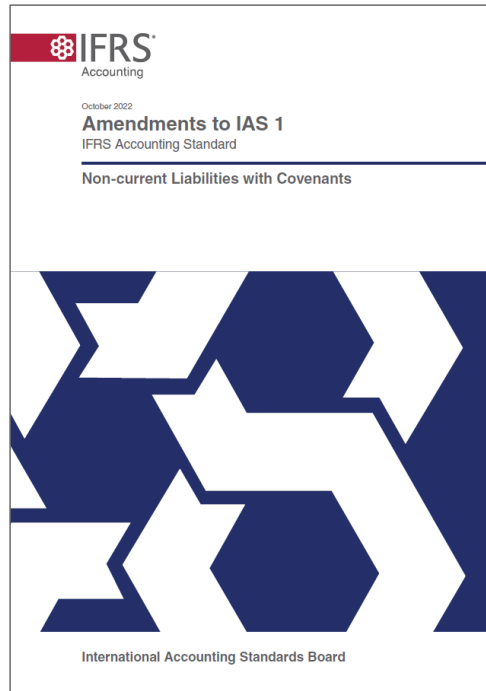 IFRS®
Accounting
October 2022
Amendments to IAS 1
IFRS Accounting Standard
Non-current Liabilities with Covenants
International Accounting Standards Board